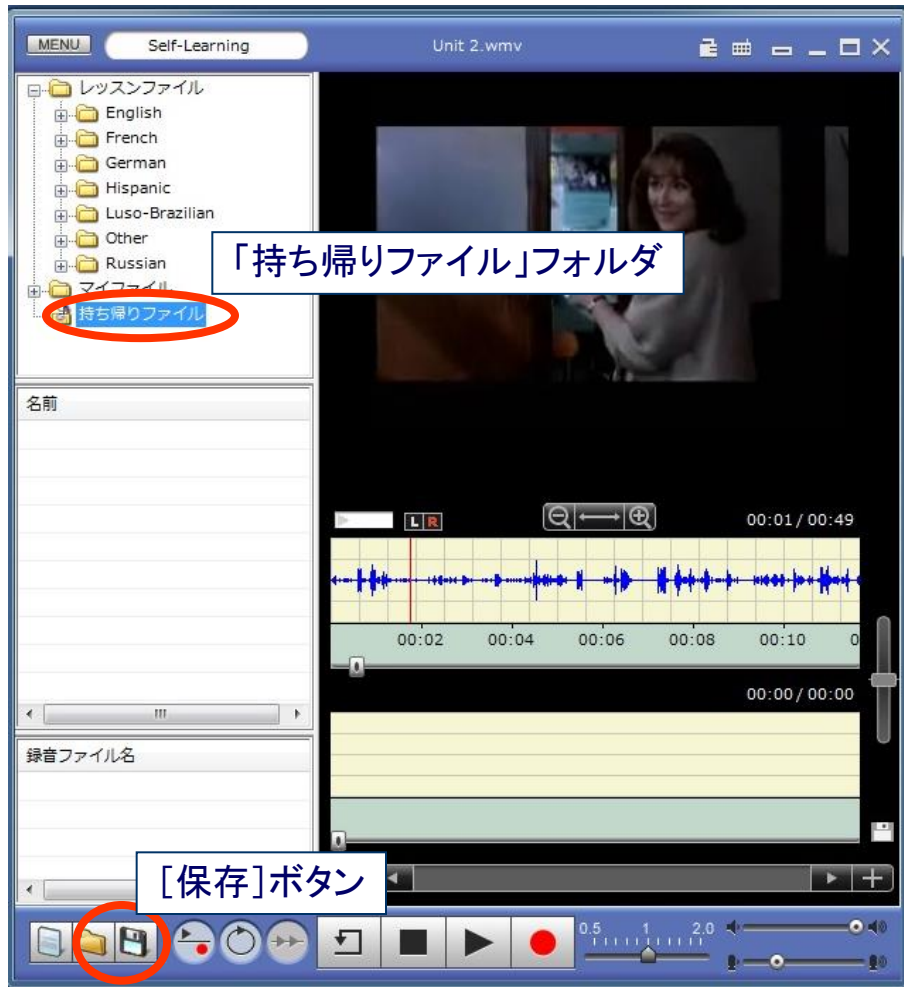 MENU
Self-Learning
Unit 2.wmv
レッスンファイル
English
French
German
Hispanic
Luso-Brazilian
Other
Russian
マイファイル
持ち帰りファイル
「持ち帰りファイル」フォルダ
名前
L R
00:01 / 00:49
00:02 00:04 00:06 00:08 00:10 0
00:00 / 00:00
録音ファイル名
［保存］ボタン
0.5 1 2.0